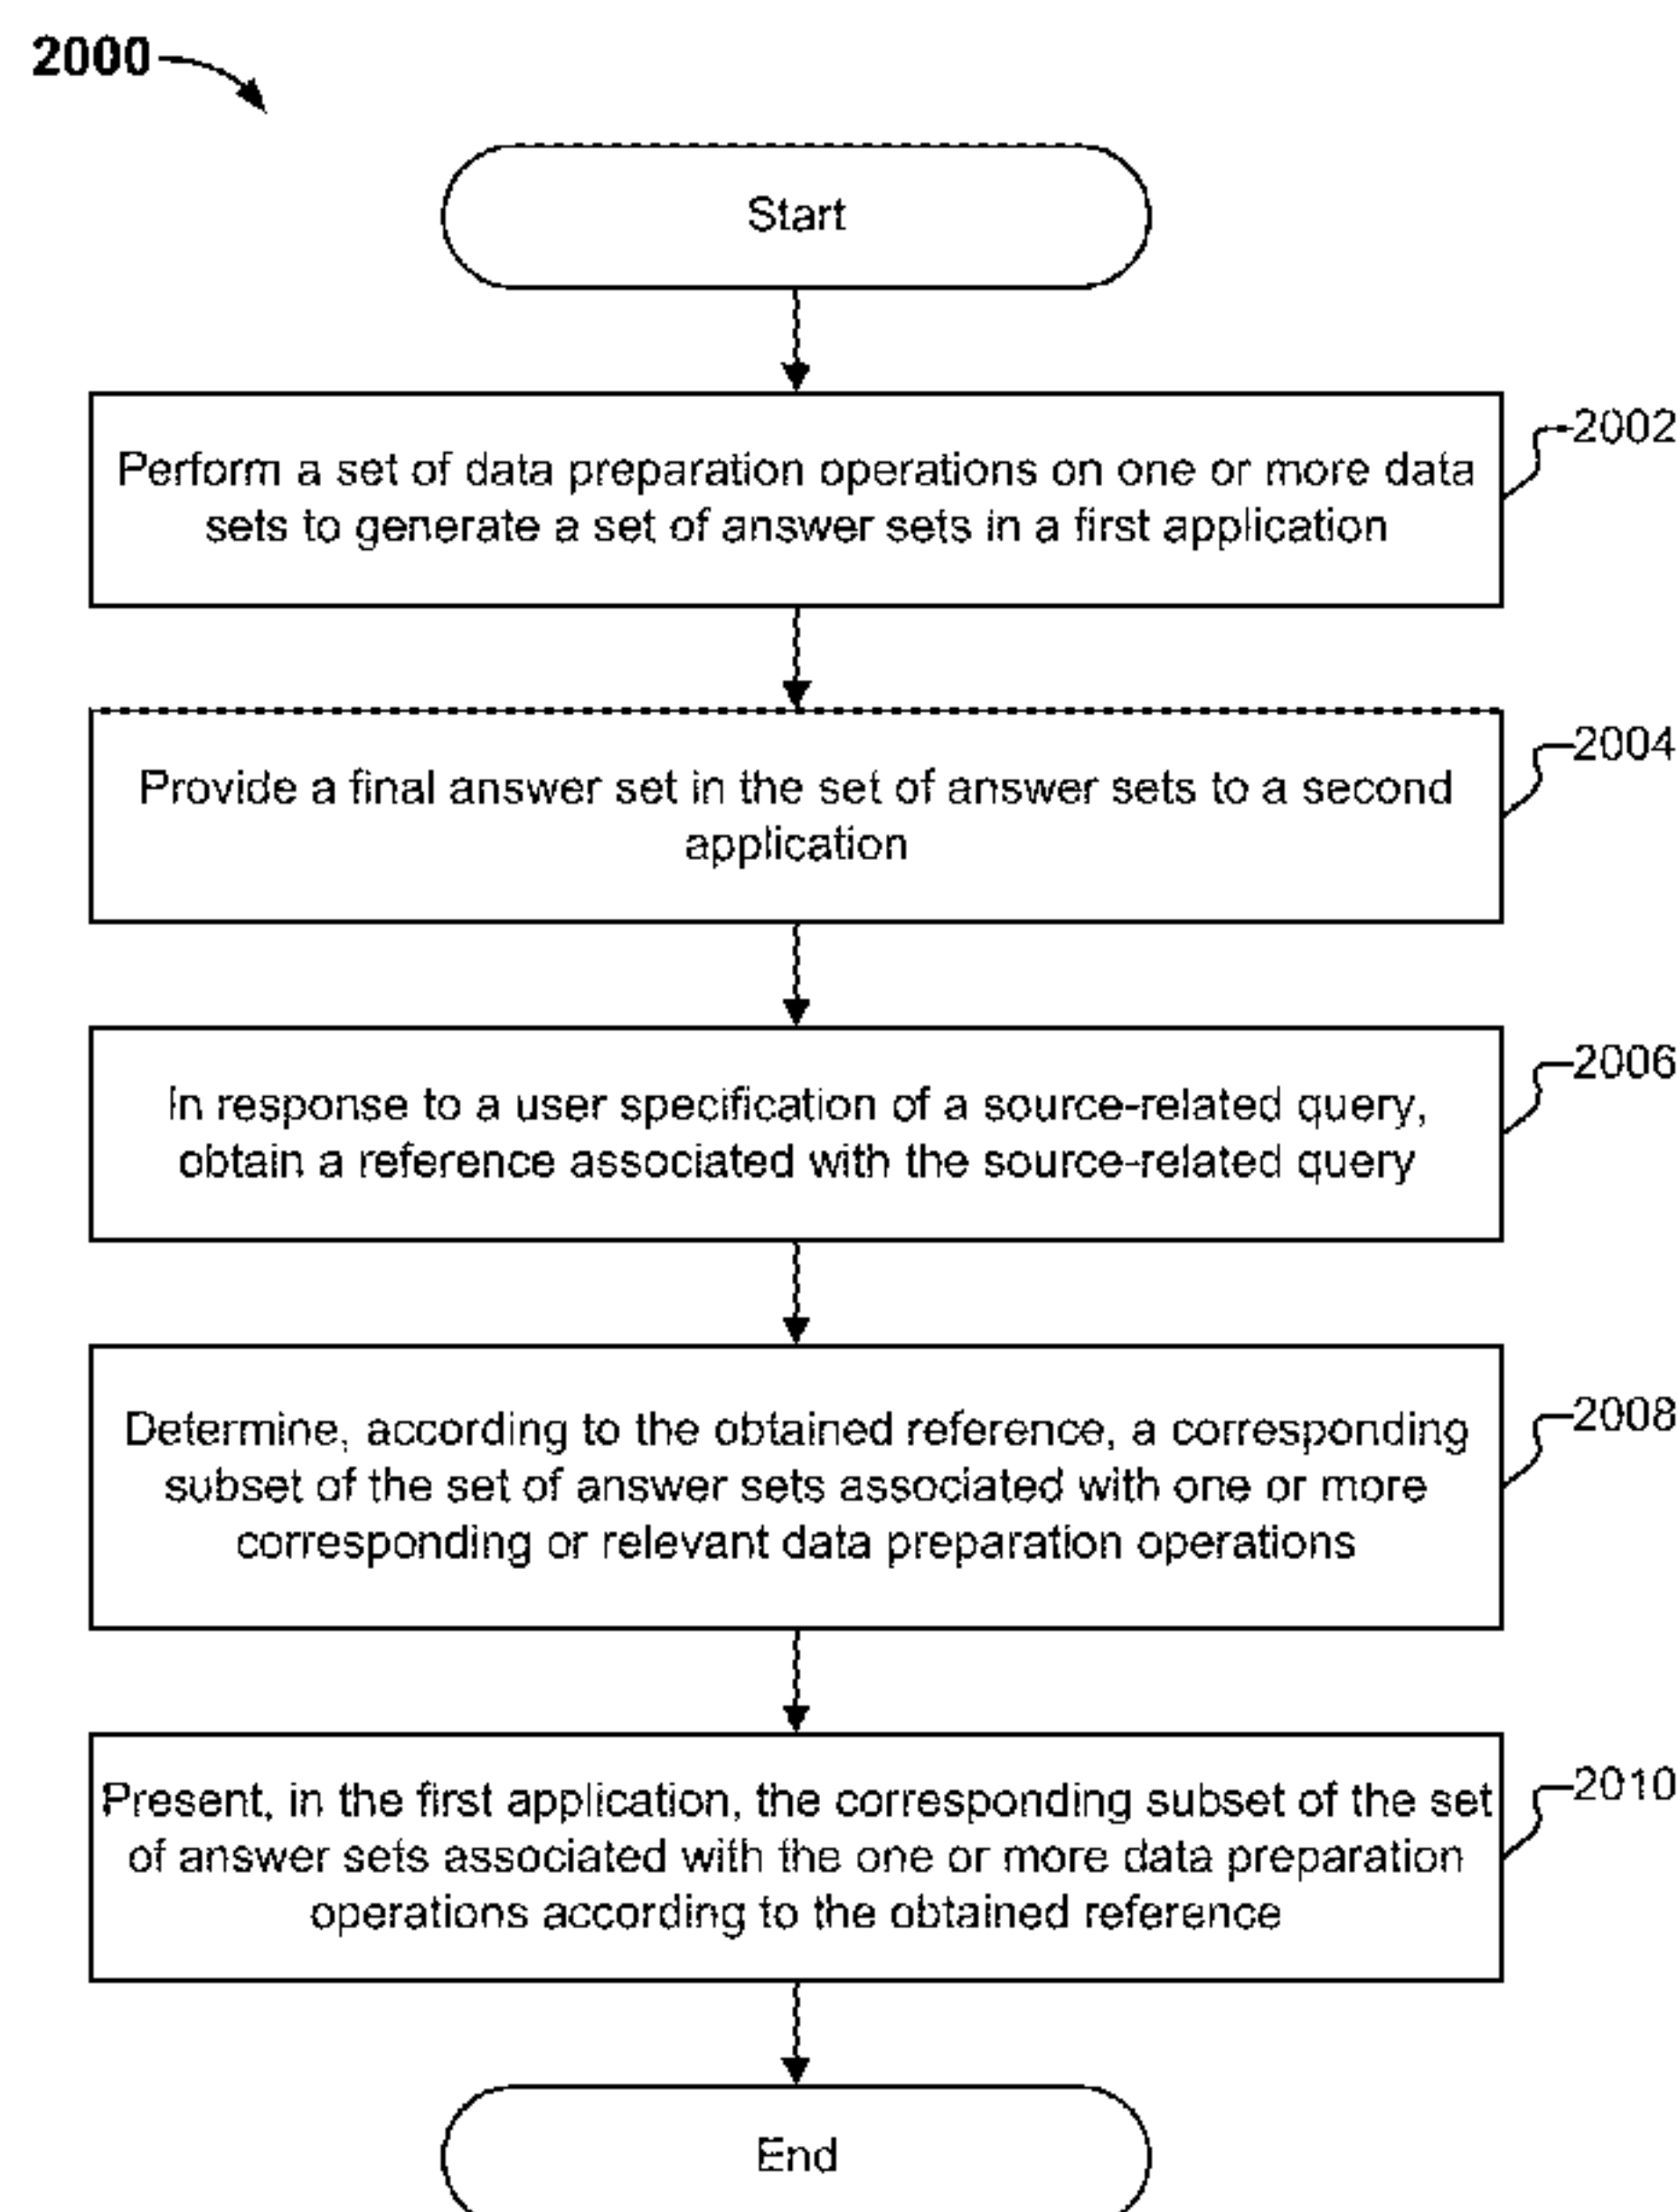 2000
Start
Perform a set of data preparation operations on one or more data
sets to generate a set of answer sets in a first application
2002
Provide a final answer set in the set of answer sets to a second
application
2004
In response to a user specification of a source-related query,
obtain a reference associated with the source-related query
2006
Determine, according to the obtained reference, a corresponding
subset of the set of answer sets associated with one or more
corresponding or relevant data preparation operations
2008
Present, in the first application, the corresponding subset of the set
of answer sets associated with the one or more data preparation
operations according to the obtained reference
2010
End